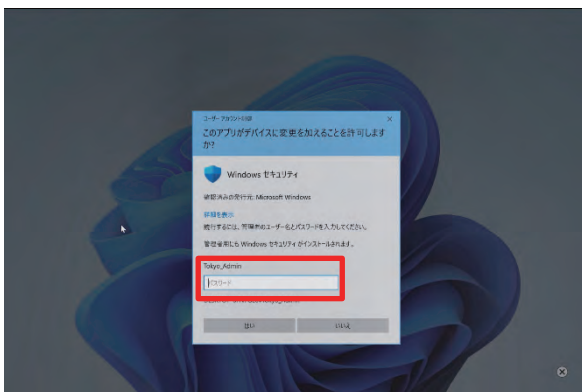 ユーザー アカウント制御
このアプリがデバイスに変更を加えることを許可します
か?
Windows セキュリティ
確認済みの発行元: Microsoft Windows
詳細を表示
続行するには、管理者のユーザー名とパスワードを入力してください。
管理者用にも Windows セキュリティ がインストールされます。
Tokyo_Admin
パスワード
はい
いいえ